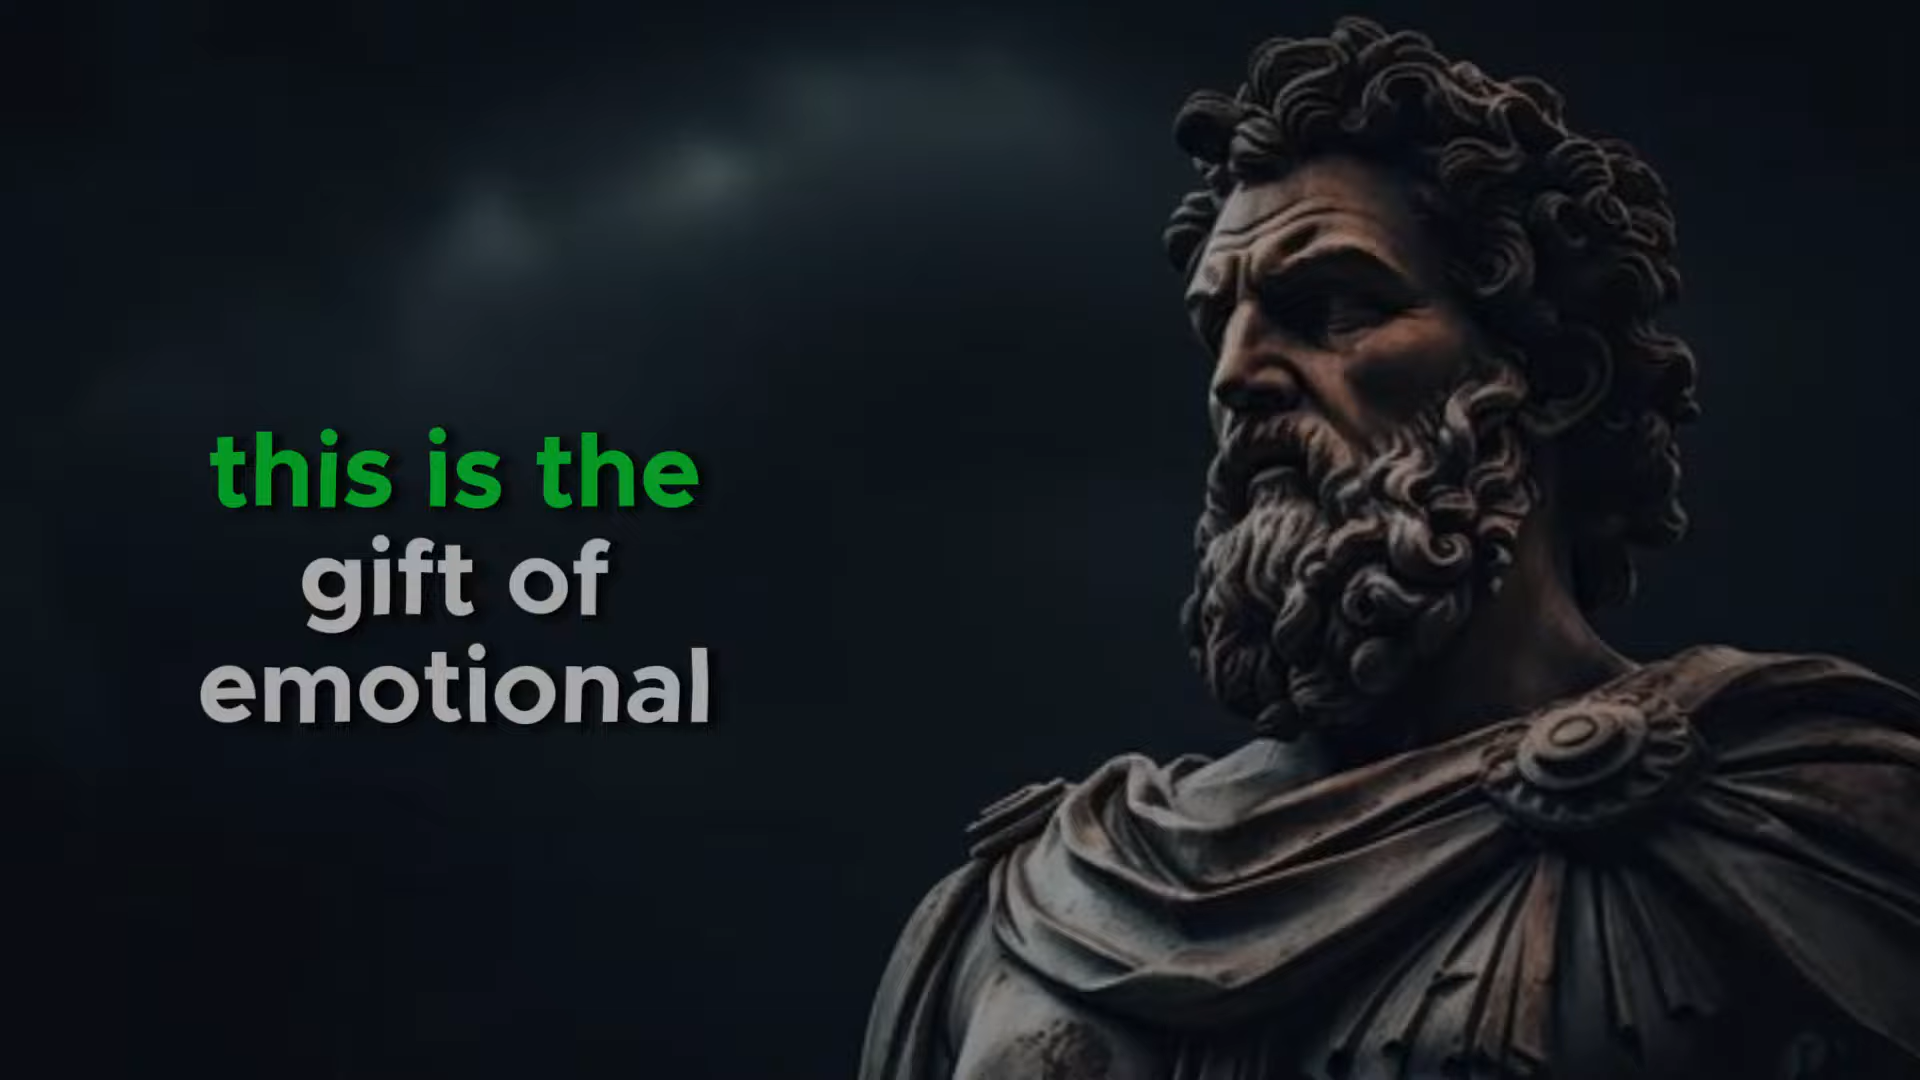 this is the
gift of
emotional